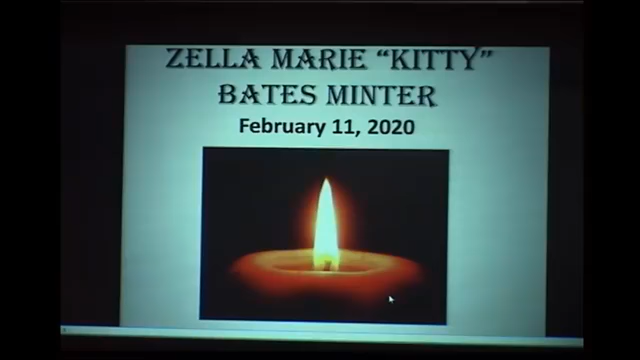 ZELLA MARIE “KITTY”
BATES MINTER
February 11, 2020